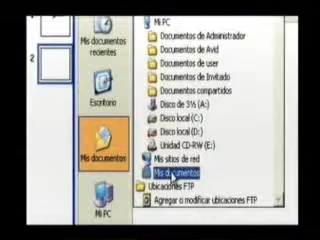 2
Mis documentos
recientes
Escritorio
Mis documentos
Mi PC
Mi PC
Documentos de Administrador
Documentos de Avid
Documentos de user
Documentos de Invitado
Documentos compartidos
Disco de 3½ (A:)
Disco local (C:)
Disco local (D:)
Unidad CD-RW (E:)
Mis sitios de red
Mis documentos
Ubicaciones FTP
Agregar o modificar ubicaciones FTP